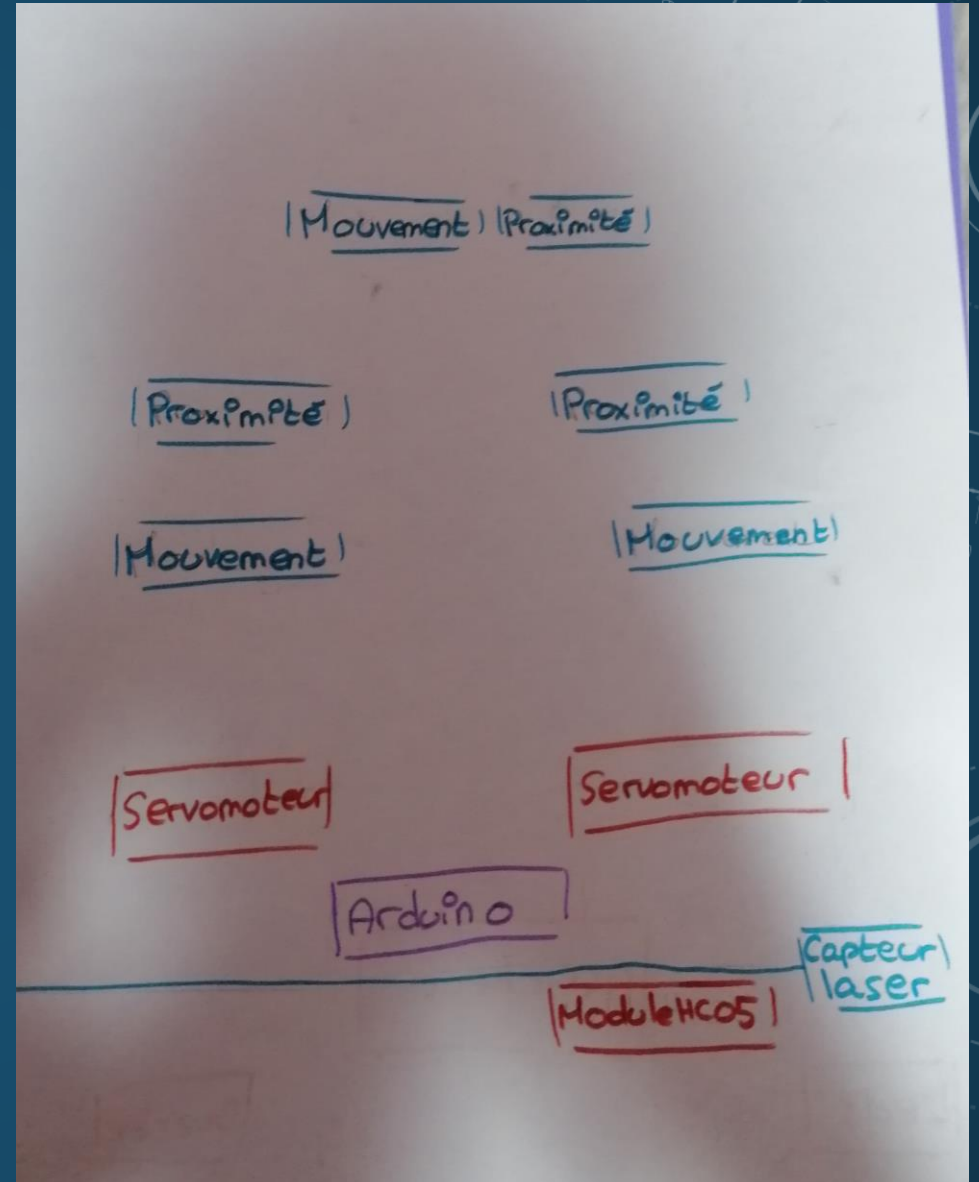 Mouvement Proximité
Proximité Proximité
Mouvement Mouvement
Servomoteur Servomoteur
Arduino
Capteur
laser
Module HC05